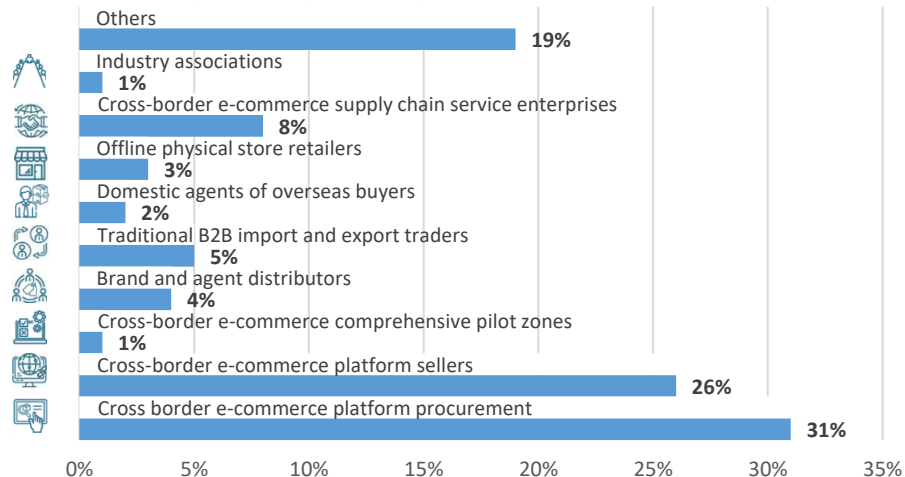 Others
19%
Industry associations
1%
Cross-border e-commerce supply chain service enterprises
8%
Offline physical store retailers
3%
Domestic agents of overseas buyers
2%
Traditional B2B import and export traders
5%
Brand and agent distributors
4%
Cross-border e-commerce comprehensive pilot zones
1%
Cross-border e-commerce platform sellers
26%
Cross border e-commerce platform procurement
31%
0% 5% 10% 15% 20% 25% 30% 35%